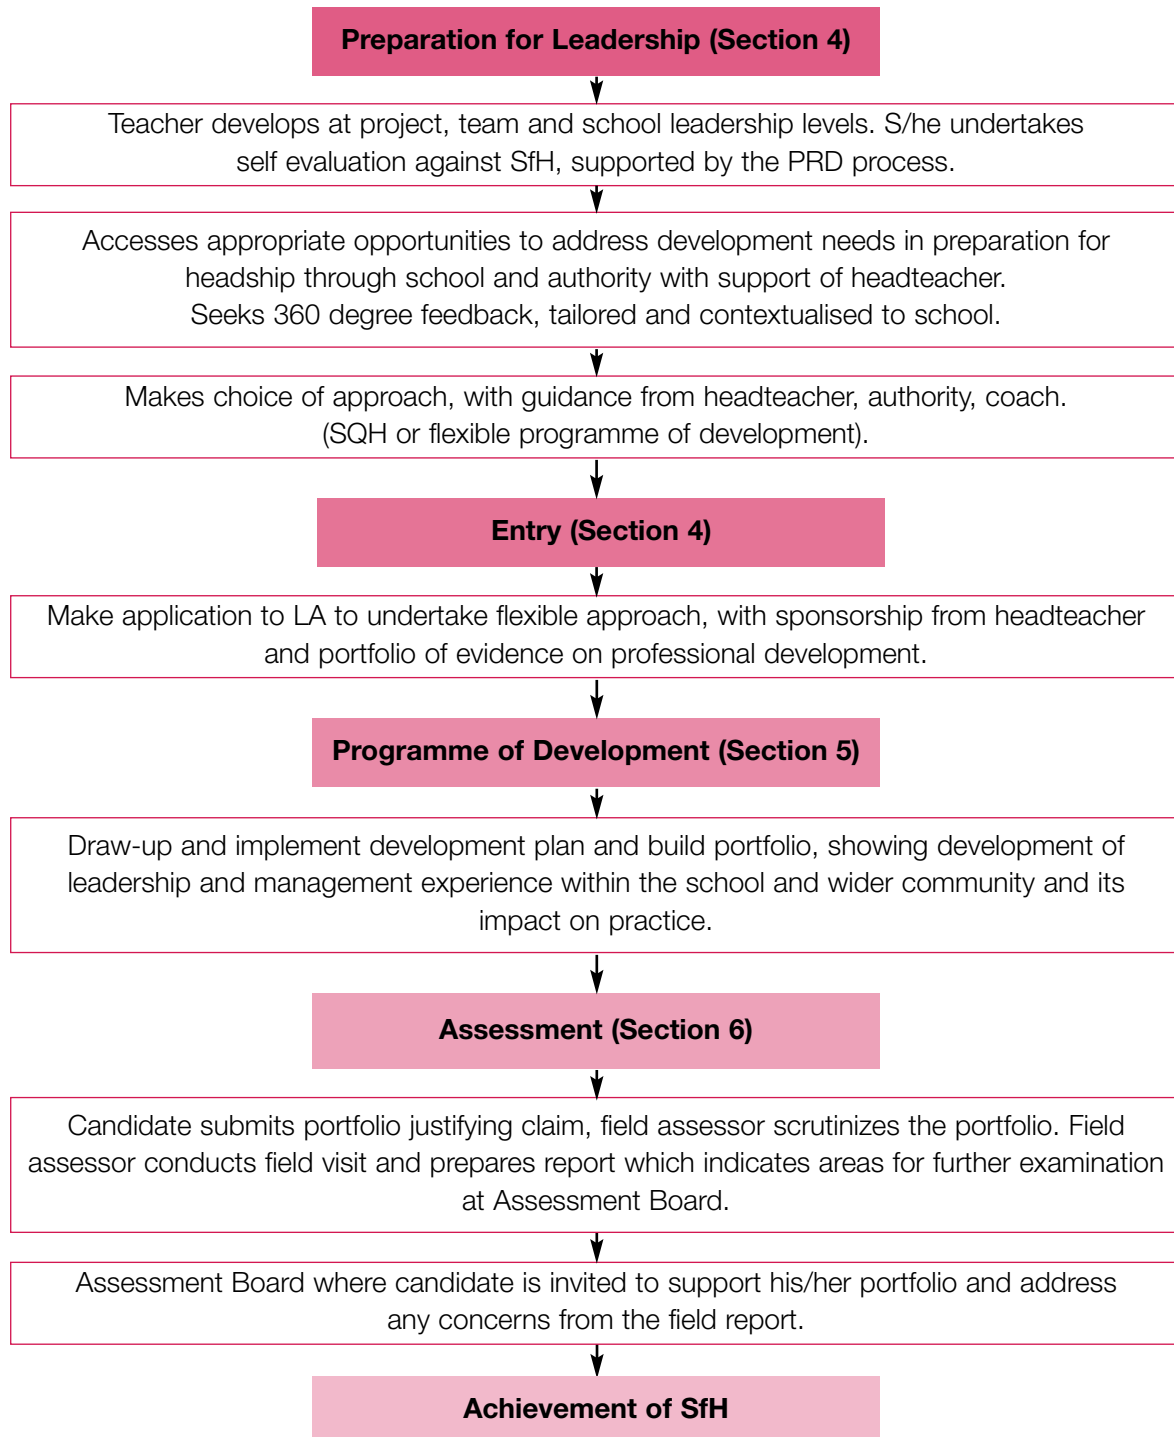 Preparation for Leadership (Section 4)
Teacher develops at project, team and school leadership levels. S/he undertakes
self evaluation against SfH, supported by the PRD process.
Accesses appropriate opportunities to address development needs in preparation for
headship through school and authority with support of headteacher.
Seeks 360 degree feedback, tailored and contextualised to school.
Makes choice of approach, with guidance from headteacher, authority, coach.
(SQH or flexible programme of development).
Entry (Section 4)
Make application to LA to undertake flexible approach, with sponsorship from headteacher
and portfolio of evidence on professional development.
Programme of Development (Section 5)
Draw-up and implement development plan and build portfolio, showing development of
leadership and management experience within the school and wider community and its
impact on practice.
Assessment (Section 6)
Candidate submits portfolio justifying claim, field assessor scrutinizes the portfolio. Field
assessor conducts field visit and prepares report which indicates areas for further examination
at Assessment Board.
Assessment Board where candidate is invited to support his/her portfolio and address
any concerns from the field report.
Achievement of SfH